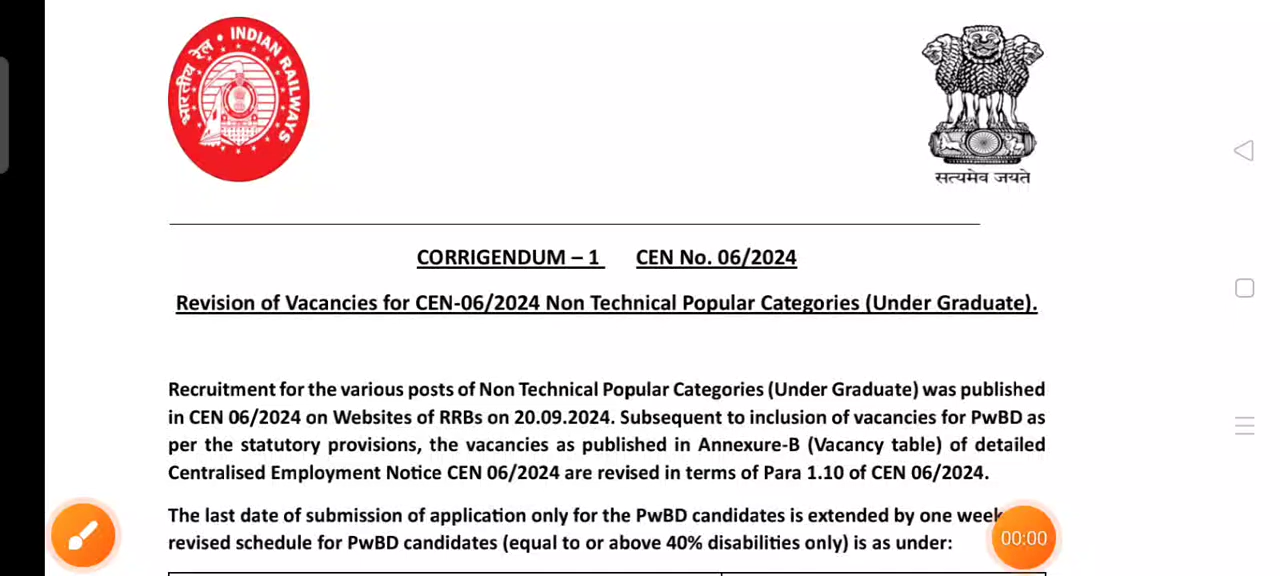 भारतीय रेल • INDIAN RAILWAYS
सत्यमेव जयते
CORRIGENDUM – 1 CEN No. 06/2024
Revision of Vacancies for CEN-06/2024 Non Technical Popular Categories (Under Graduate).
Recruitment for the various posts of Non Technical Popular Categories (Under Graduate) was published
in CEN 06/2024 on Websites of RRBs on 20.09.2024. Subsequent to inclusion of vacancies for PwBD as
per the statutory provisions, the vacancies as published in Annexure-B (Vacancy table) of detailed
Centralised Employment Notice CEN 06/2024 are revised in terms of Para 1.10 of CEN 06/2024.
The last date of submission of application only for the PwBD candidates is extended by one week
revised schedule for PwBD candidates (equal to or above 40% disabilities only) is as under:
00:00